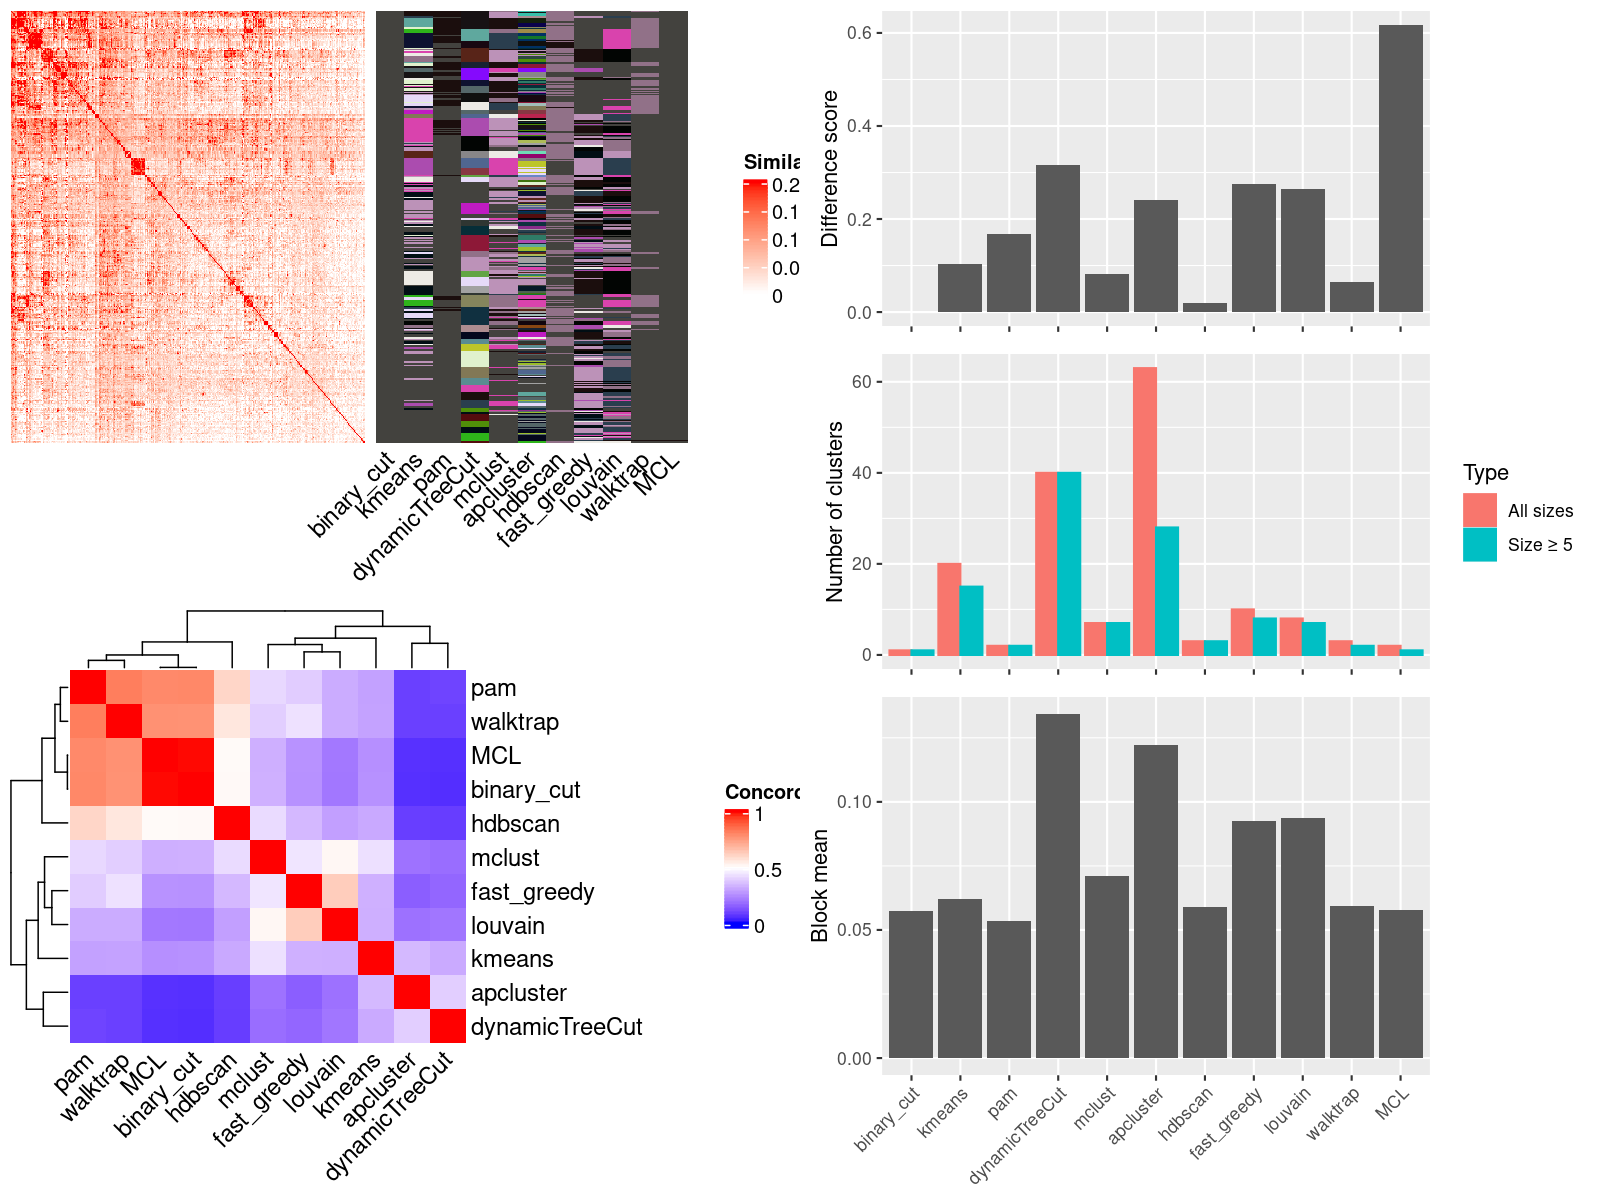 Simila
0.2
0.1
0.1
0.0
0
binary_cut
kmeans
pam
dynamicTreeCut
mclust
apcluster
hdbscan
fast_greedy
louvain
walktrap
MCL
pam
walktrap
MCL
binary_cut
hdbscan
mclust
fast_greedy
louvain
kmeans
apcluster
dynamicTreeCut
pam
walktrap
MCL
binary_cut
hdbscan
mclust
fast_greedy
louvain
kmeans
apcluster
dynamicTreeCut
Concord
1
0.5
0
Difference score
0.6
0.4
0.2
0.0
Number of clusters
60
40
20
0
Type
All sizes
Size ≥ 5
Block mean
0.10
0.05
0.00
binary_cut
kmeans
pam
dynamicTreeCut
mclust
apcluster
hdbscan
fast_greedy
louvain
walktrap
MCL